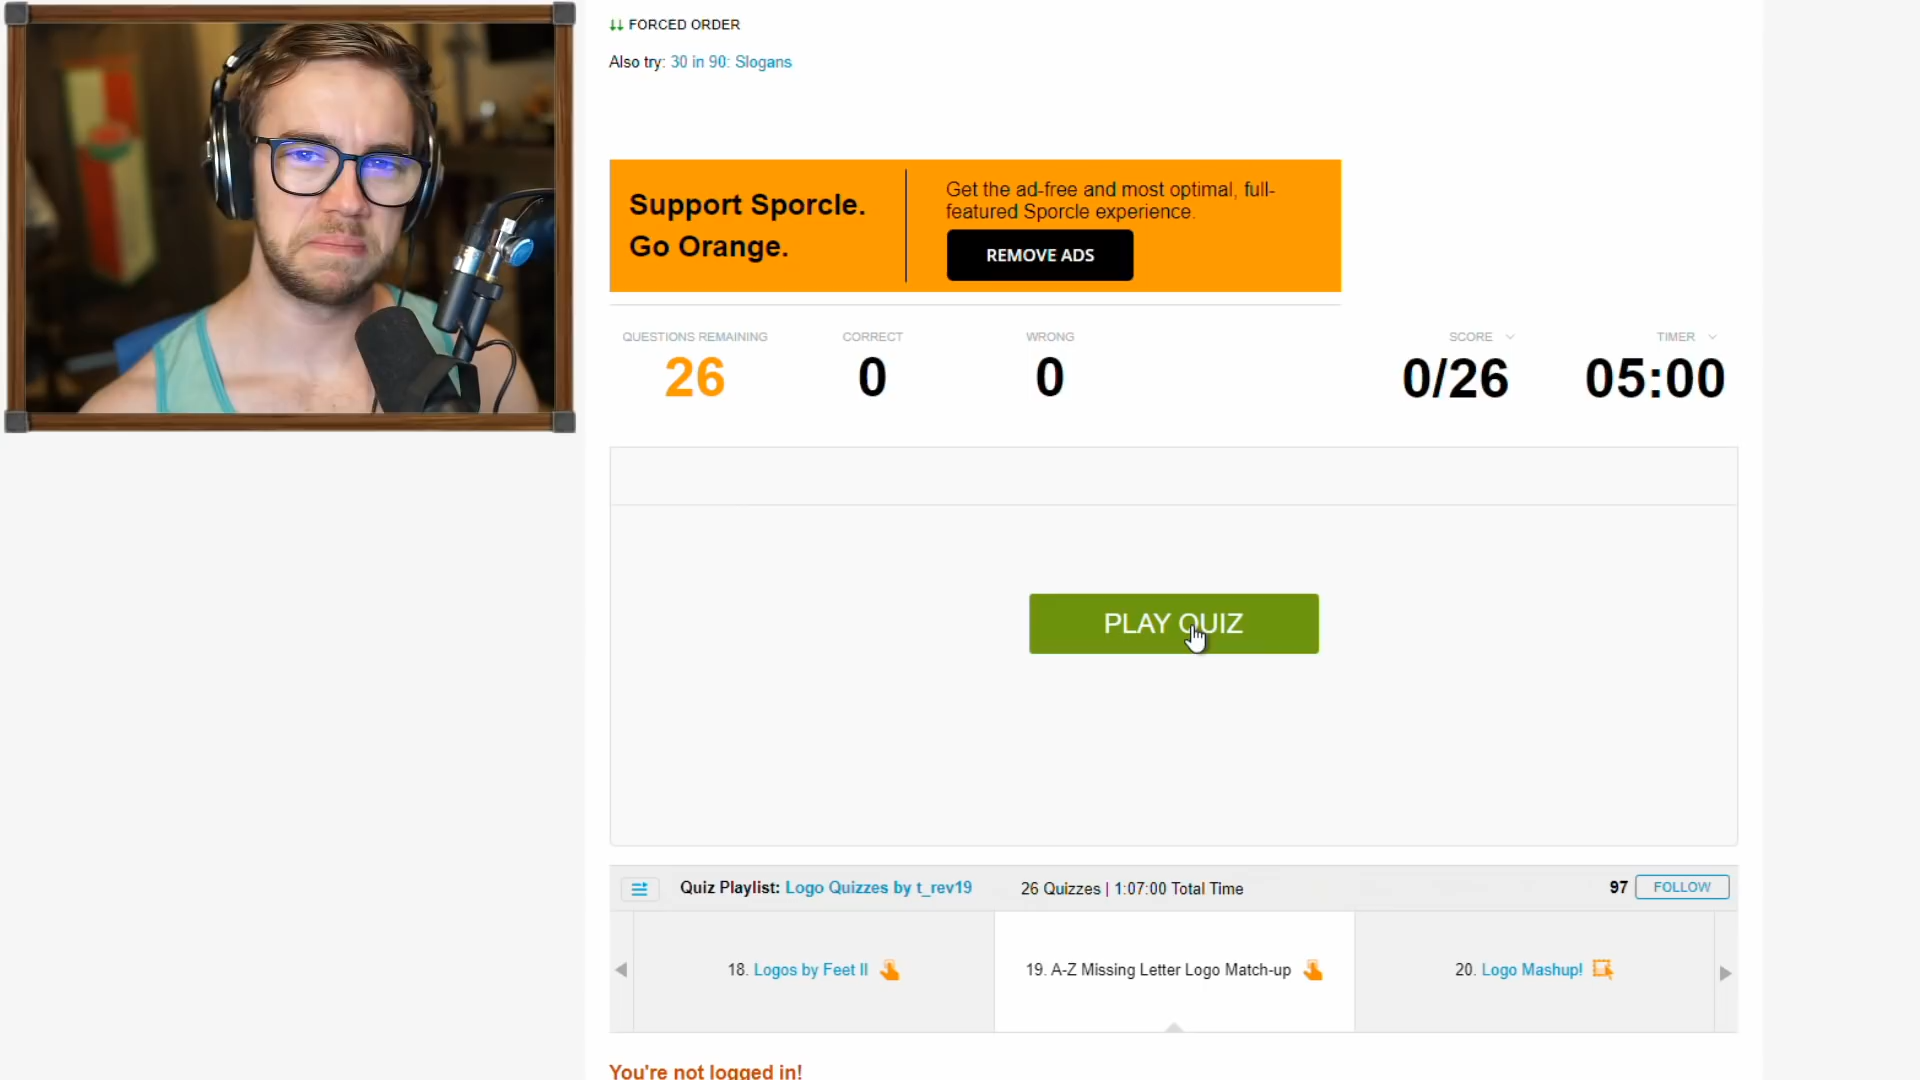 FORCED ORDER
Also try: 30 in 90: Slogans
Support Sporcle.
Go Orange.
Get the ad-free and most optimal, full-
featured Sporcle experience.
REMOVE ADS
QUESTIONS REMAINING
26
CORRECT
0
WRONG
0
SCORE
0/26
TIMER
05:00
PLAY QUIZ
Quiz Playlist: Logo Quizzes by t_rev19
26 Quizzes | 1:07:00 Total Time
97
FOLLOW
18. Logos by Feet II
19. A-Z Missing Letter Logo Match-up
20. Logo Mashup!
You're not logged in!